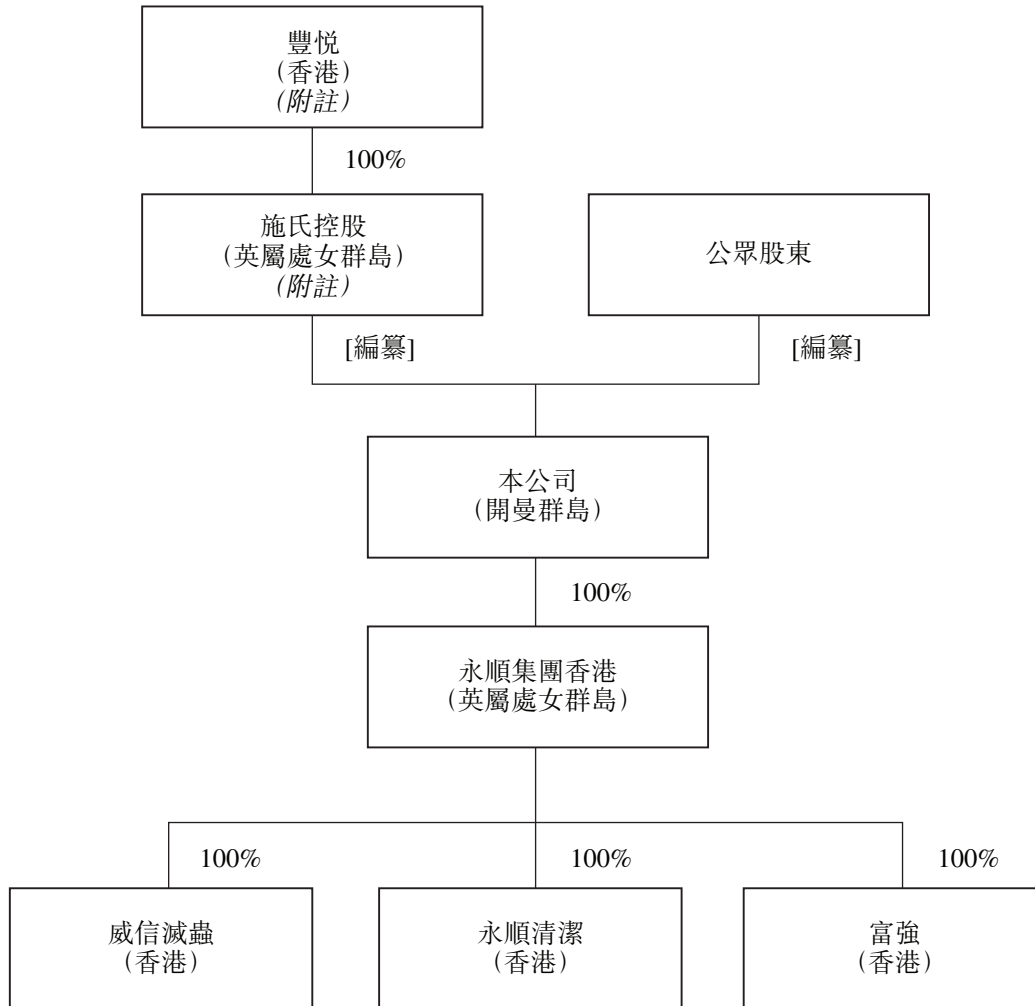 豐悦
（香港）
（附註）
100%
施氏控股
（英屬處女群島）
（附註）
公眾股東
[編纂]
[編纂]
本公司
（開曼群島）
100%
永順集團香港
（英屬處女群島）
100%
100%
100%
威信滅蟲
（香港）
永順清潔
（香港）
富強
（香港）